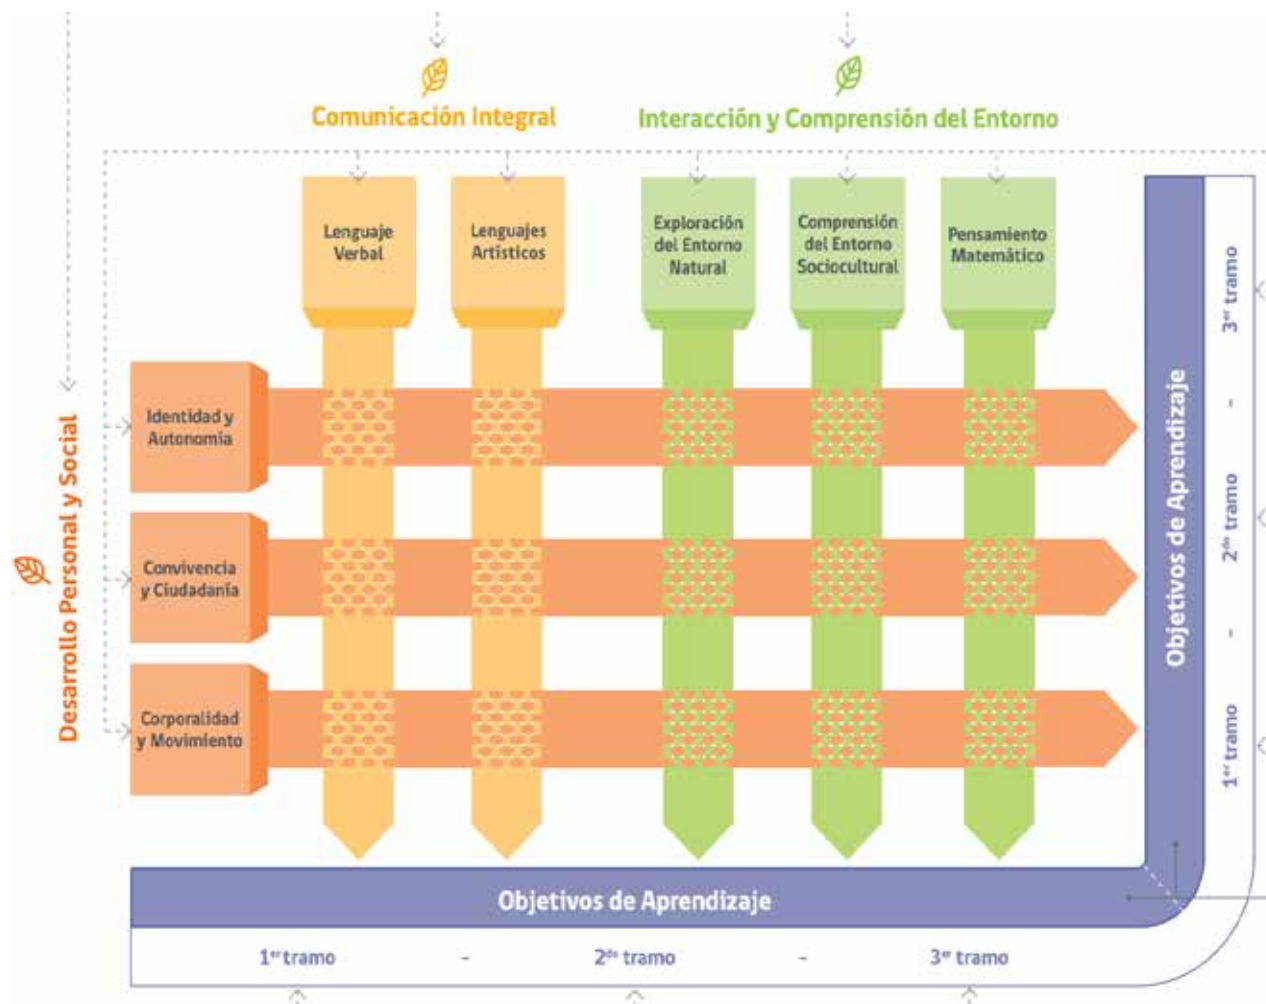 Comunicación Integral
Interacción y Comprensión del Entorno
Lenguaje
Verbal
Lenguajes
Artísticos
Exploración
del Entorno
Natural
Comprensión
del Entorno
Sociocultural
Pensamiento
Matemático
Desarrollo Personal y Social
Identidad y
Autonomía
Convivencia
y Ciudadanía
Corporalidad
y Movimiento
Objetivos de Aprendizaje
3er tramo
-
2do tramo
-
1er tramo
Objetivos de Aprendizaje
1er tramo - 2do tramo - 3er tramo